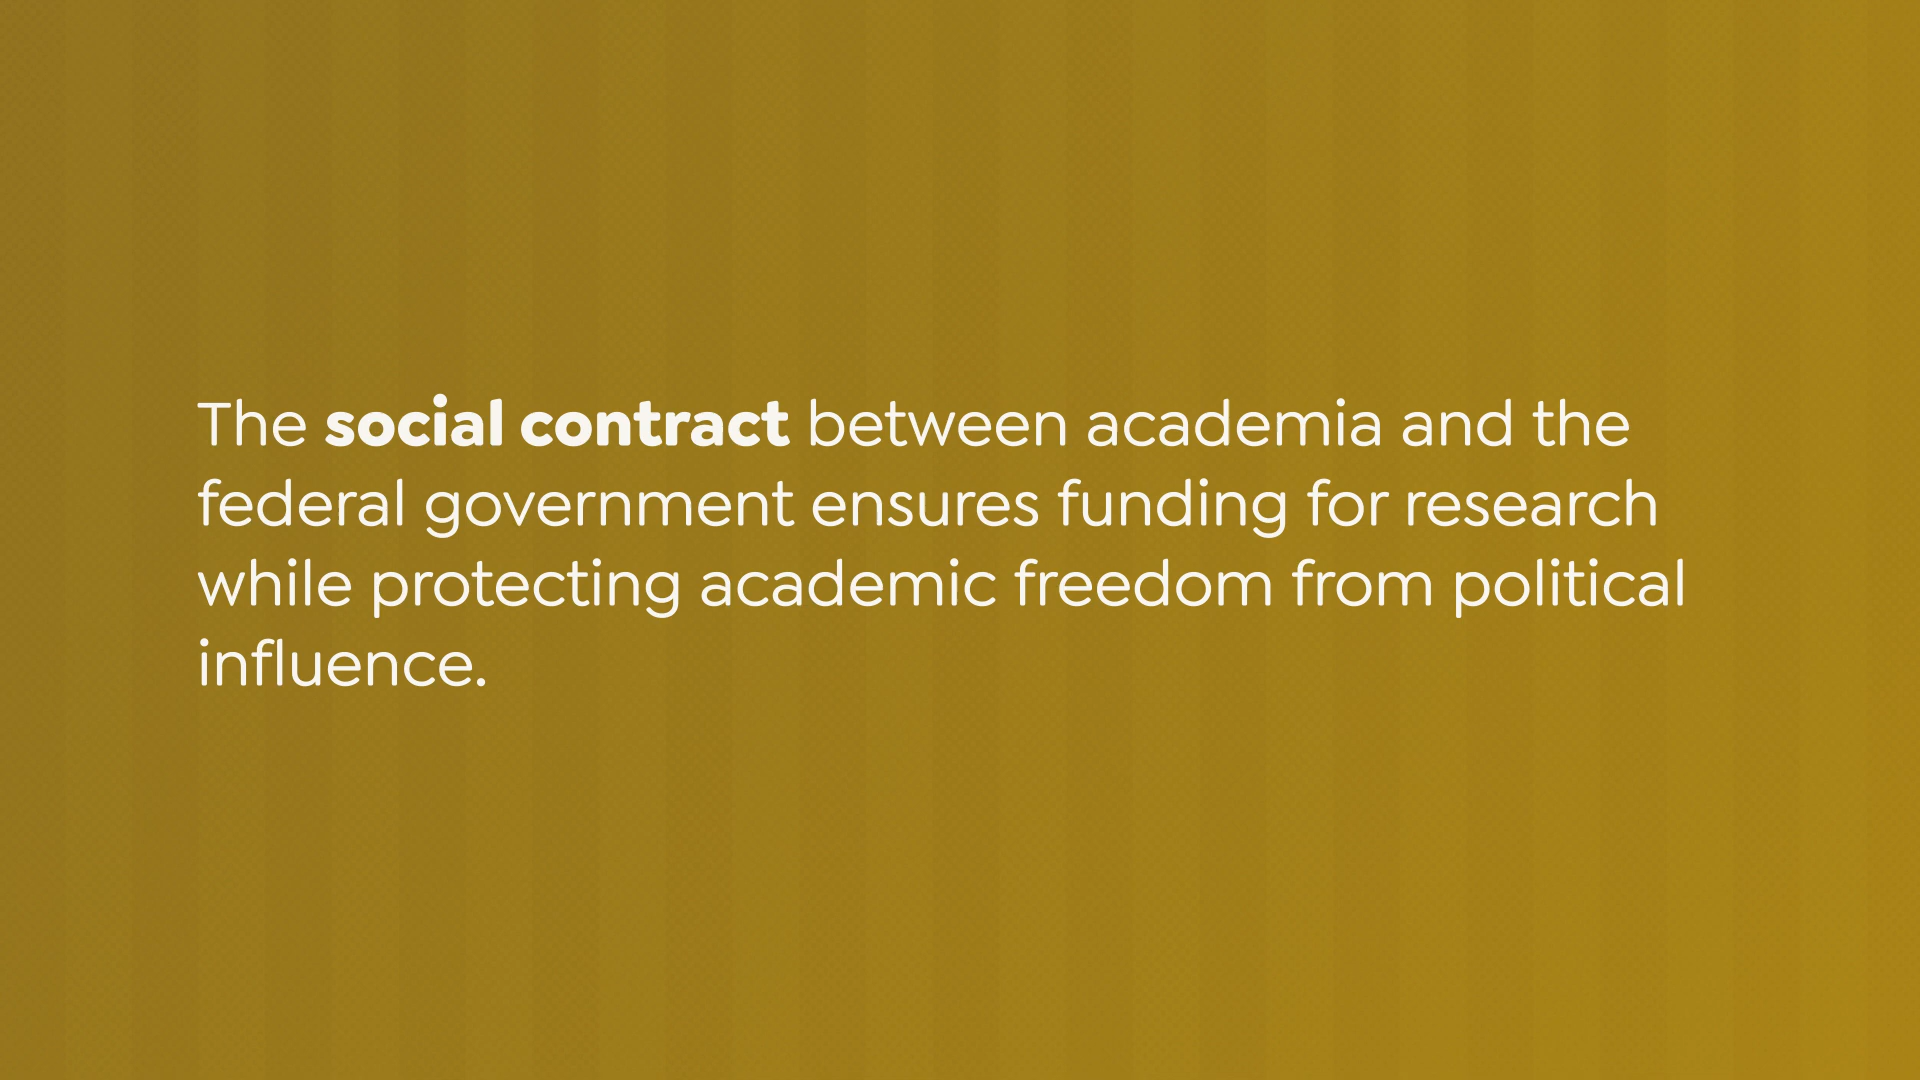 The social contract between academia and the
federal government ensures funding for research
while protecting academic freedom from political
influence.